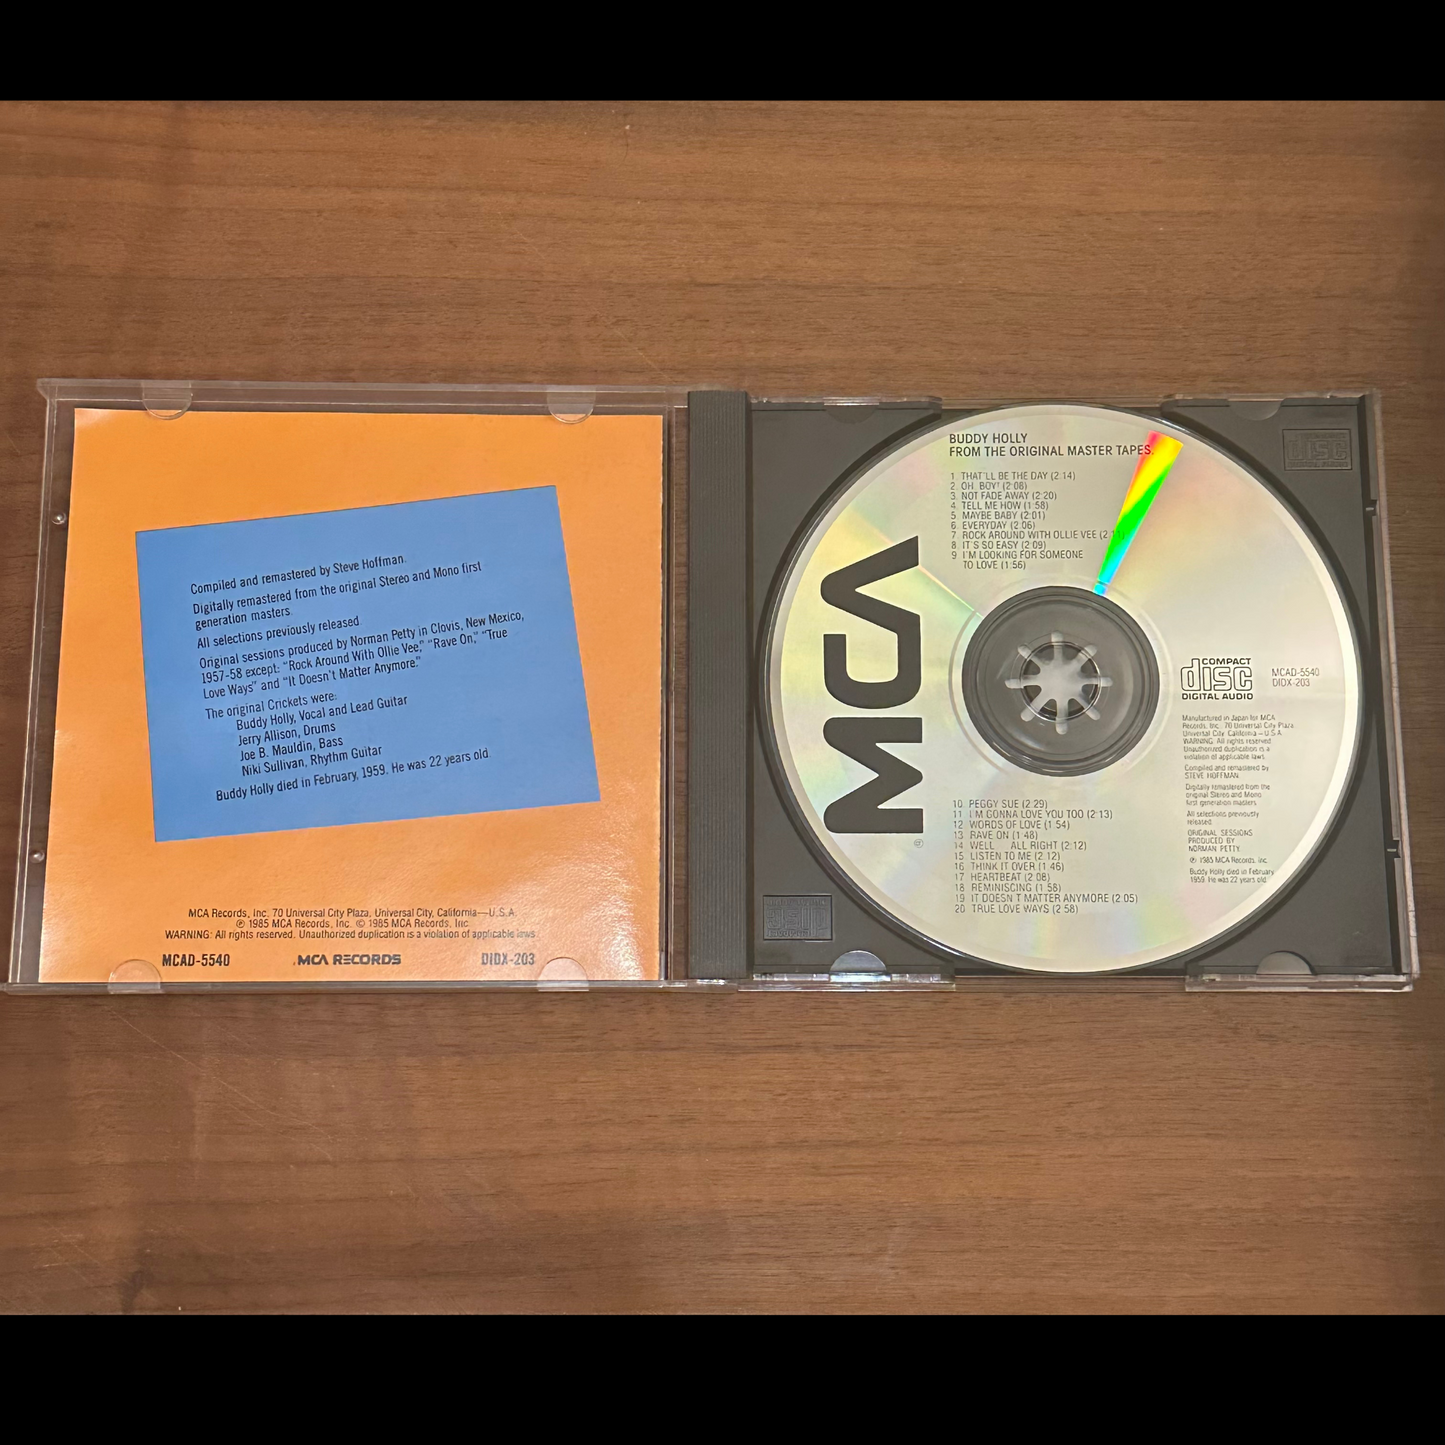 Compiled and remastered by Steve Hoffman.
Digitally remastered from the original Stereo and Mono first
generation masters.
All selections previously released.
Original sessions produced by Norman Petty in Clovis, New Mexico,
1957-58 except: "Rock Around With Ollie Vee," "Rave On," "True
Love Ways" and "It Doesn't Matter Anymore."
The original Crickets were:
Buddy Holly, Vocal and Lead Guitar
Jerry Allison, Drums
Joe B. Mauldin, Bass
Niki Sullivan, Rhythm Guitar
Buddy Holly died in February, 1959. He was 22 years old.
MCA Records, Inc. 70 Universal City Plaza, Universal City, California—U.S.A.
℗ 1985 MCA Records, Inc. © 1985 MCA Records, Inc.
WARNING: All rights reserved. Unauthorized duplication is a violation of applicable laws.
MCAD-5540 MCA RECORDS DIDX-203
BUDDY HOLLY
FROM THE ORIGINAL MASTER TAPES.
1. THAT'LL BE THE DAY (2:14)
2. OH, BOY! (2:08)
3. NOT FADE AWAY (2:20)
4. TELL ME HOW (1:58)
5. MAYBE BABY (2:01)
6. EVERYDAY (2:06)
7. ROCK AROUND WITH OLLIE VEE (2:11)
8. IT'S SO EASY (2:09)
9. I'M LOOKING FOR SOMEONE
TO LOVE (1:56)
MCA
®
COMPACT
disc
DIGITAL AUDIO
MCAD-5540
DIDX-203
Manufactured in Japan for MCA
Records, Inc., 70 Universal City Plaza,
Universal City, California—U.S.A.
WARNING: All rights reserved.
Unauthorized duplication is a
violation of applicable laws.
Compiled and remastered by
STEVE HOFFMAN.
Digitally remastered from the
original Stereo and Mono
first generation masters.
All selections previously
released.
ORIGINAL SESSIONS
PRODUCED BY
NORMAN PETTY
℗ 1985 MCA Records, Inc.
Buddy Holly died in February,
1959. He was 22 years old.
10. PEGGY SUE (2:29)
11. I'M GONNA LOVE YOU TOO (2:13)
12. WORDS OF LOVE (1:54)
13. RAVE ON (1:48)
14. WELL... ALL RIGHT (2:12)
15. LISTEN TO ME (2:12)
16. THINK IT OVER (1:46)
17. HEARTBEAT (2:08)
18. REMINISCING (1:58)
19. IT DOESN'T MATTER ANYMORE (2:05)
20. TRUE LOVE WAYS (2:58)
disc